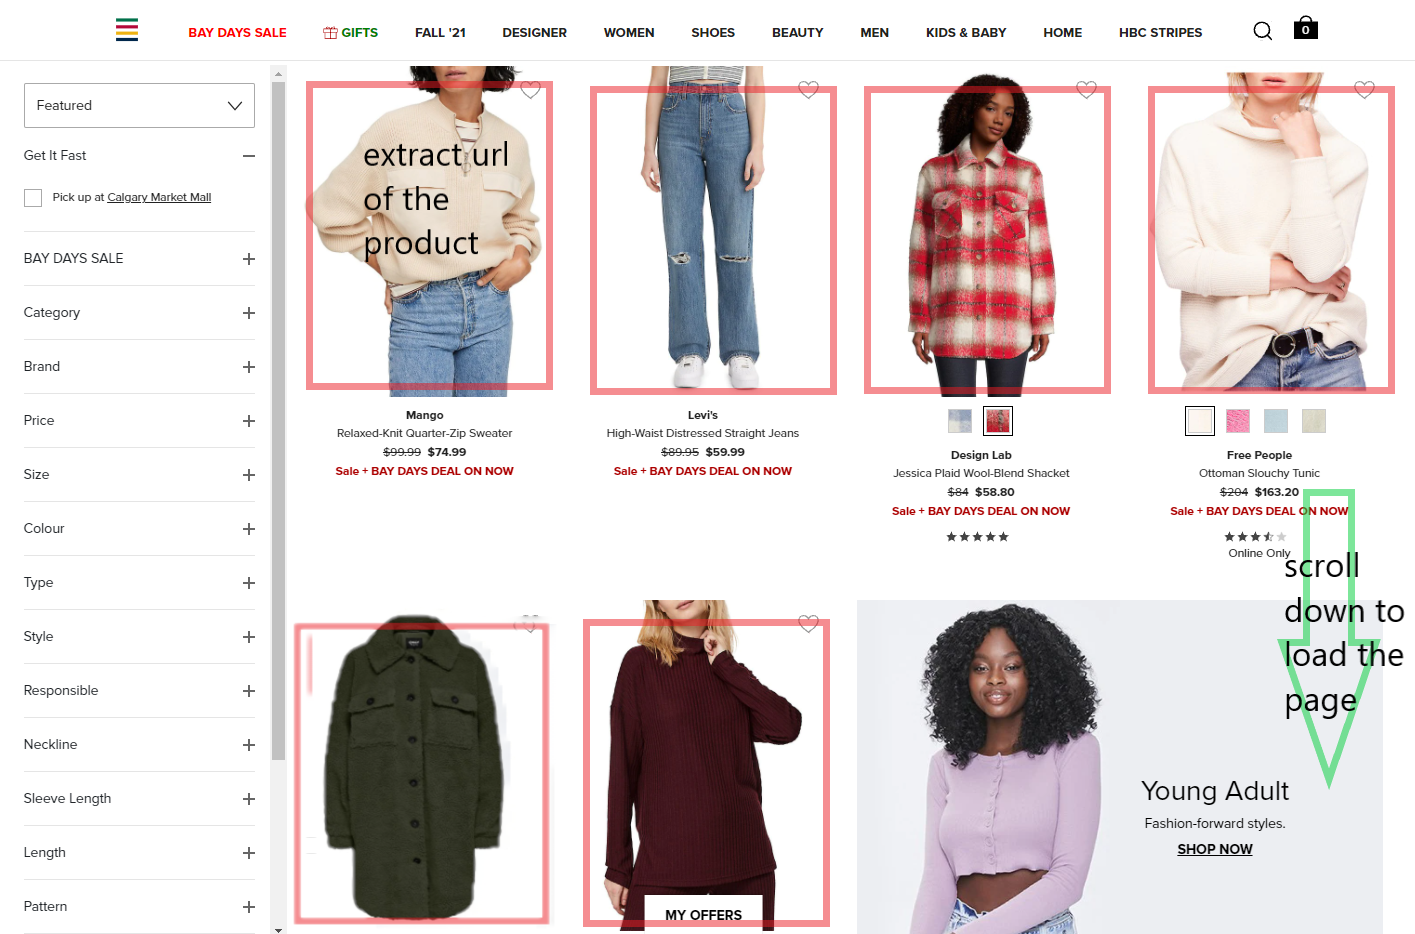 BAY DAYS SALE
GIFTS
FALL '21
DESIGNER
WOMEN
SHOES
BEAUTY
MEN
KIDS & BABY
HOME
HBC STRIPES
0
Featured
Get It Fast
Pick up at Calgary Market Mall
BAY DAYS SALE
Category
Brand
Price
Size
Colour
Type
Style
Responsible
Neckline
Sleeve Length
Length
Pattern
extract url
of the
product
Mango
Relaxed-Knit Quarter-Zip Sweater
$99.99 $74.99
Sale + BAY DAYS DEAL ON NOW
Levi's
High-Waist Distressed Straight Jeans
$89.95 $59.99
Sale + BAY DAYS DEAL ON NOW
Design Lab
Jessica Plaid Wool-Blend Shacket
$84 $58.80
Sale + BAY DAYS DEAL ON NOW
Free People
Ottoman Slouchy Tunic
$204 $163.20
Sale + BAY DAYS DEAL ON NOW
Online Only
scroll
down to
load the
page
MY OFFERS
Young Adult
Fashion-forward styles.
SHOP NOW